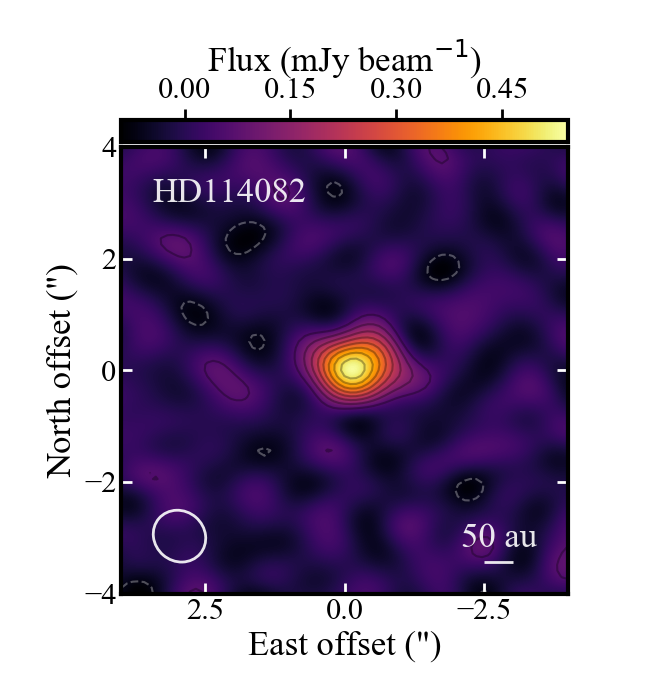 Flux (mJy beam⁻¹)
0.00 0.15 0.30 0.45
4
HD114082
2
0
−2
50 au
−4
North offset (")
2.5 0.0 −2.5
East offset (")